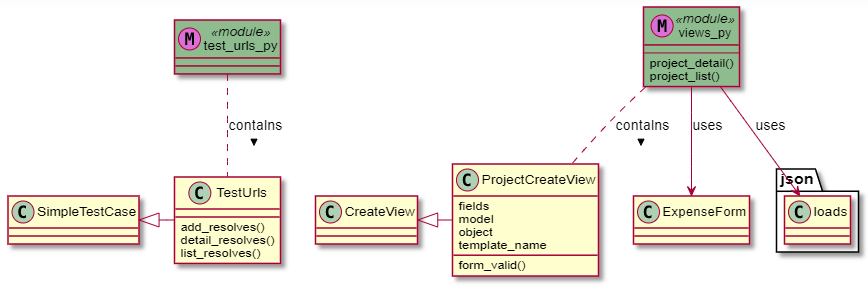 M «module»
test_urls_py
contains
C TestUrls
add_resolves()
detail_resolves()
list_resolves()
C SimpleTestCase
M «module»
views_py
project_detail()
project_list()
contains
uses
uses
C ProjectCreateView
fields
model
object
template_name
form_valid()
C CreateView
C ExpenseForm
json
C loads